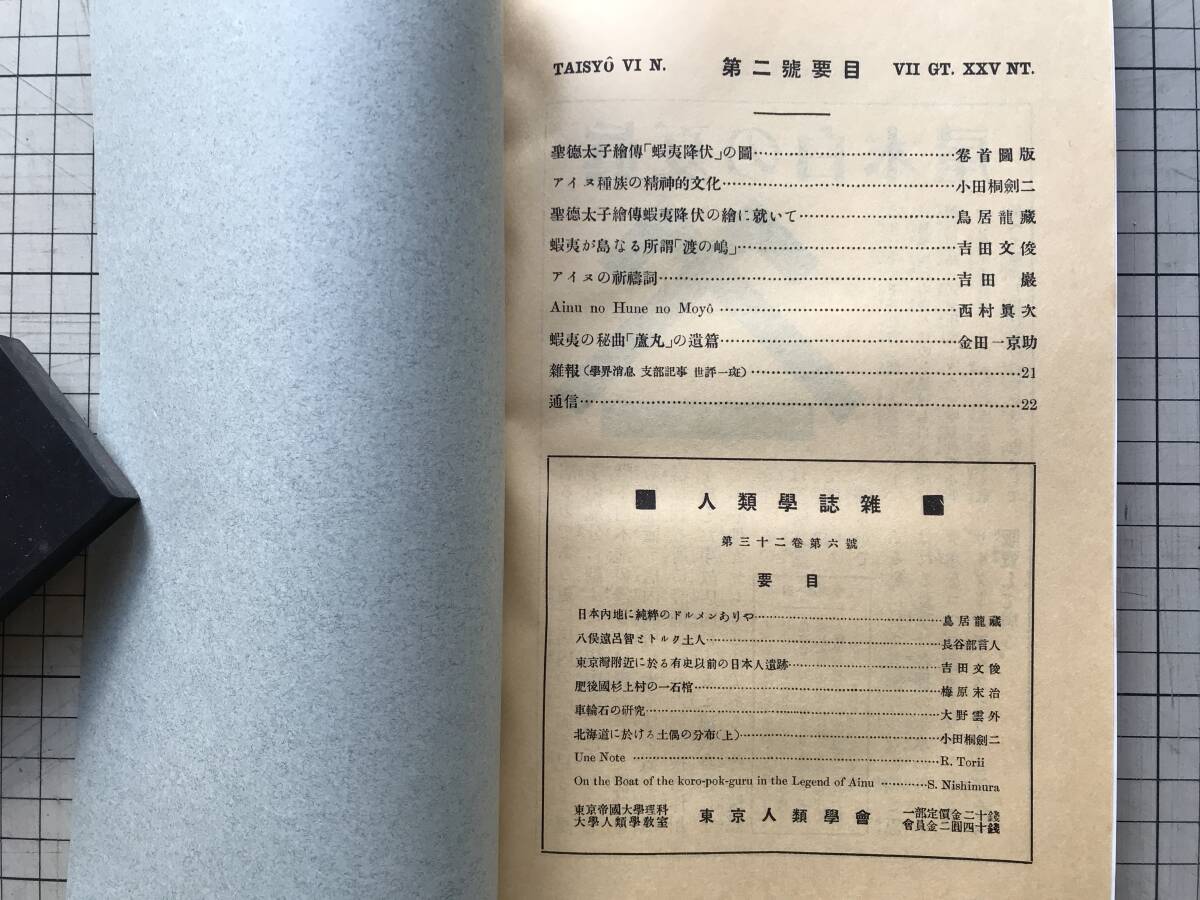 TAISYÔ VI N. 第二號要目 VII GT. XXV NT.
聖德太子繪傳「蝦夷降伏」の圖……………………………卷首圖版
アイヌ種族の精神的文化……………………………小田桐劍二
聖德太子繪傳蝦夷降伏の繪に就いて……………………鳥居龍藏
蝦夷が島なる所謂「渡の嶋」……………………………吉田文俊
アイヌの祈禱詞……………………………吉田 巖
Ainu no Hune no Moyô……………………………西村眞次
蝦夷の秘曲「蘆丸」の遺篇……………………………金田一京助
雜報(學界消息 支部記事 世評一斑)……………………………21
通信……………………………22
■ 人類學誌雜 ■
第三十二卷第六號
要目
日本內地に純粹のドルメンありや……………………鳥居龍藏
八俣遠呂智とトルク土人……………………長谷部言人
東京灣附近に於る有史以前の日本人遺跡……………………吉田文俊
肥後國杉上村の一石棺……………………梅原末治
車輪石の硏究……………………大野雲外
北海道に於ける土偶の分布(上)……………………小田桐劍二
Une Note……………………R. Torii
On the Boat of the koro-pok-guru in the Legend of Ainu…………S. Nishimura
東京帝國大學理科
大學人類學敎室
東京人類學會
一部定價金二十錢
會員金二圓四十錢